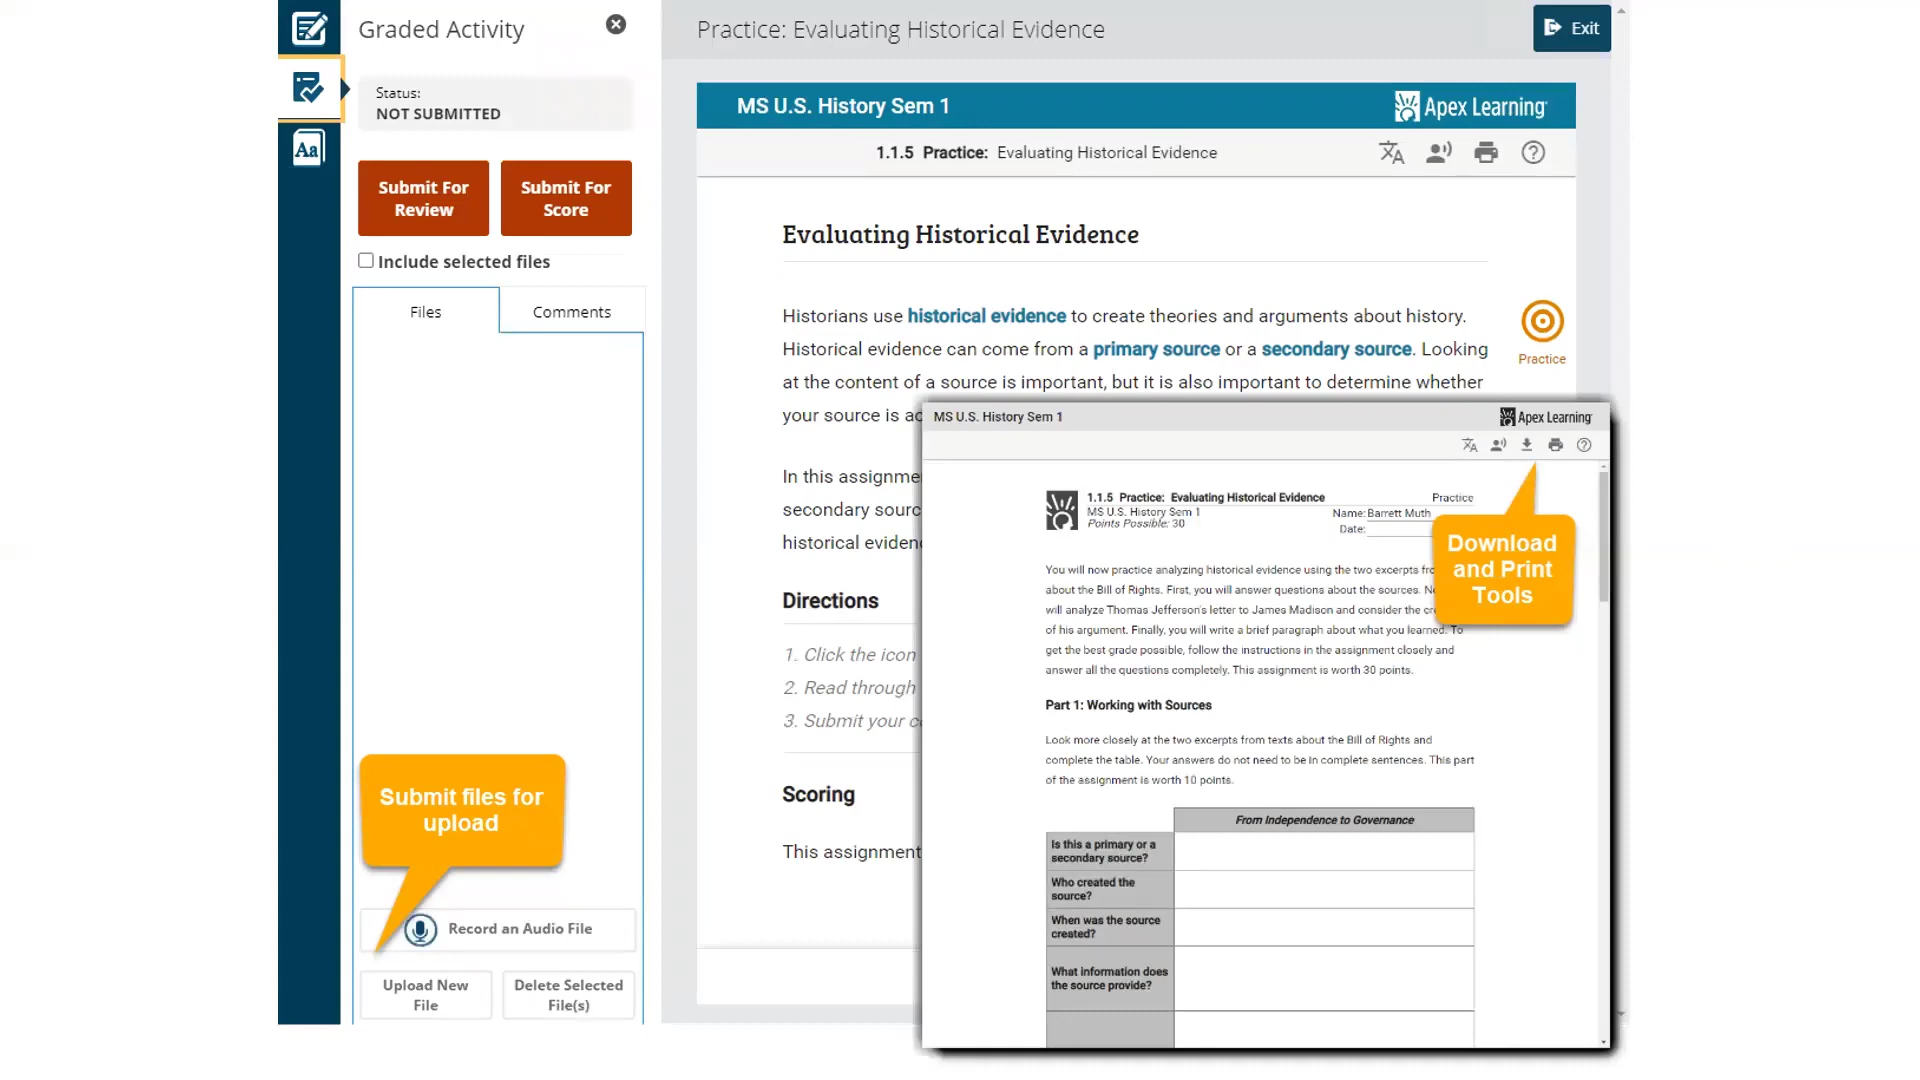 Graded Activity
Status:
NOT SUBMITTED
Submit For
Review
Submit For
Score
Include selected files
Files
Comments
Submit files for
upload
Record an Audio File
Upload New
File
Delete Selected
File(s)
Aa
Practice: Evaluating Historical Evidence
Exit
MS U.S. History Sem 1
Apex Learning
1.1.5 Practice: Evaluating Historical Evidence
Evaluating Historical Evidence
Historians use historical evidence to create theories and arguments about history.
Historical evidence can come from a primary source or a secondary source. Looking
at the content of a source is important, but it is also important to determine whether
your source is ac
Practice
In this assignme
secondary sourc
historical eviden
Directions
1. Click the icon
2. Read through
3. Submit your c
Scoring
This assignment
MS U.S. History Sem 1
Apex Learning
1.1.5 Practice: Evaluating Historical Evidence
Practice
MS U.S. History Sem 1
Name: Barrett Muth
Points Possible: 30
Date:
Download
and Print
Tools
You will now practice analyzing historical evidence using the two excerpts fr
about the Bill of Rights. First, you will answer questions about the sources. N
will analyze Thomas Jefferson's letter to James Madison and consider the cr
of his argument. Finally, you will write a brief paragraph about what you learned. To
get the best grade possible, follow the instructions in the assignment closely and
answer all the questions completely. This assignment is worth 30 points.
Part 1: Working with Sources
Look more closely at the two excerpts from texts about the Bill of Rights and
complete the table. Your answers do not need to be in complete sentences. This part
of the assignment is worth 10 points.
From Independence to Governance
Is this a primary or a
secondary source?
Who created the
source?
When was the source
created?
What information does
the source provide?